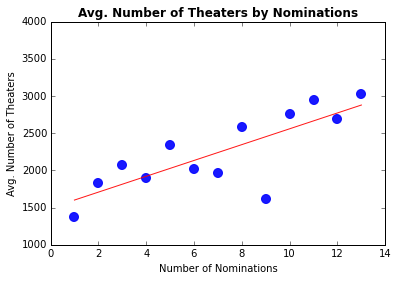 Avg. Number of Theaters by Nominations
Avg. Number of Theaters
4000
3500
3000
2500
2000
1500
1000
0 2 4 6 8 10 12 14
Number of Nominations